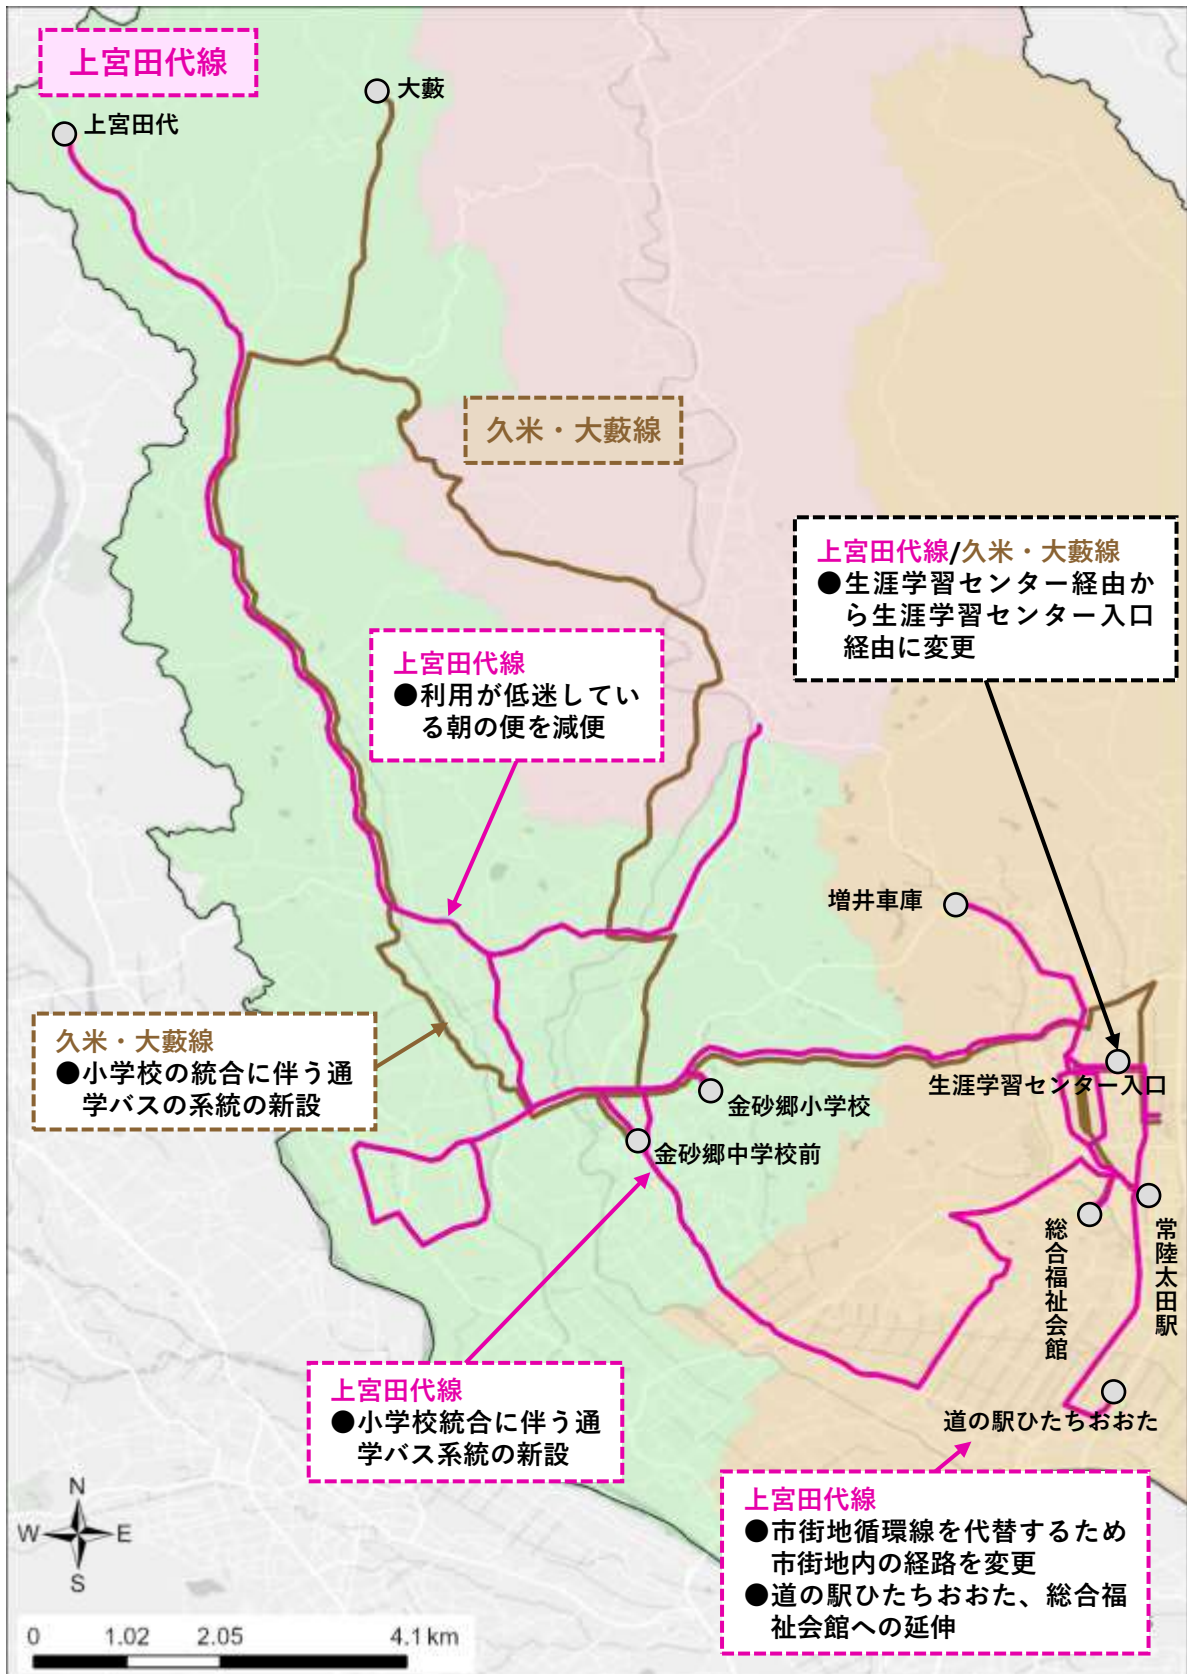 上宮田代線
大藪
上宮田代
久米・大藪線
上宮田代線/久米・大藪線
●生涯学習センター経由か
ら生涯学習センター入口
経由に変更
上宮田代線
●利用が低迷してい
る朝の便を減便
増井車庫
久米・大藪線
●小学校の統合に伴う通
学バスの系統の新設
生涯学習センター入口
金砂郷小学校
金砂郷中学校前
総合福祉会館
常陸太田駅
上宮田代線
●小学校統合に伴う通
学バス系統の新設
道の駅ひたちおおた
上宮田代線
●市街地循環線を代替するため
市街地内の経路を変更
●道の駅ひたちおおた、総合福
祉会館への延伸
N
W E
S
0 1.02 2.05 4.1 km